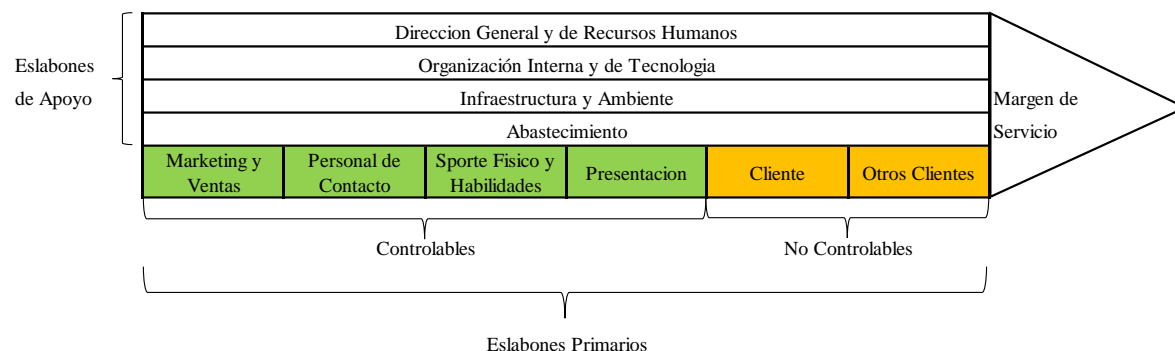 Direccion General y de Recursos Humanos
Organización Interna y de Tecnologia
Infraestructura y Ambiente
Abastecimiento
Eslabones
de Apoyo
Margen de
Servicio
Marketing y
Ventas
Personal de
Contacto
Sporte Fisico y
Habilidades
Presentacion
Cliente
Otros Clientes
Controlables
No Controlables
Eslabones Primarios